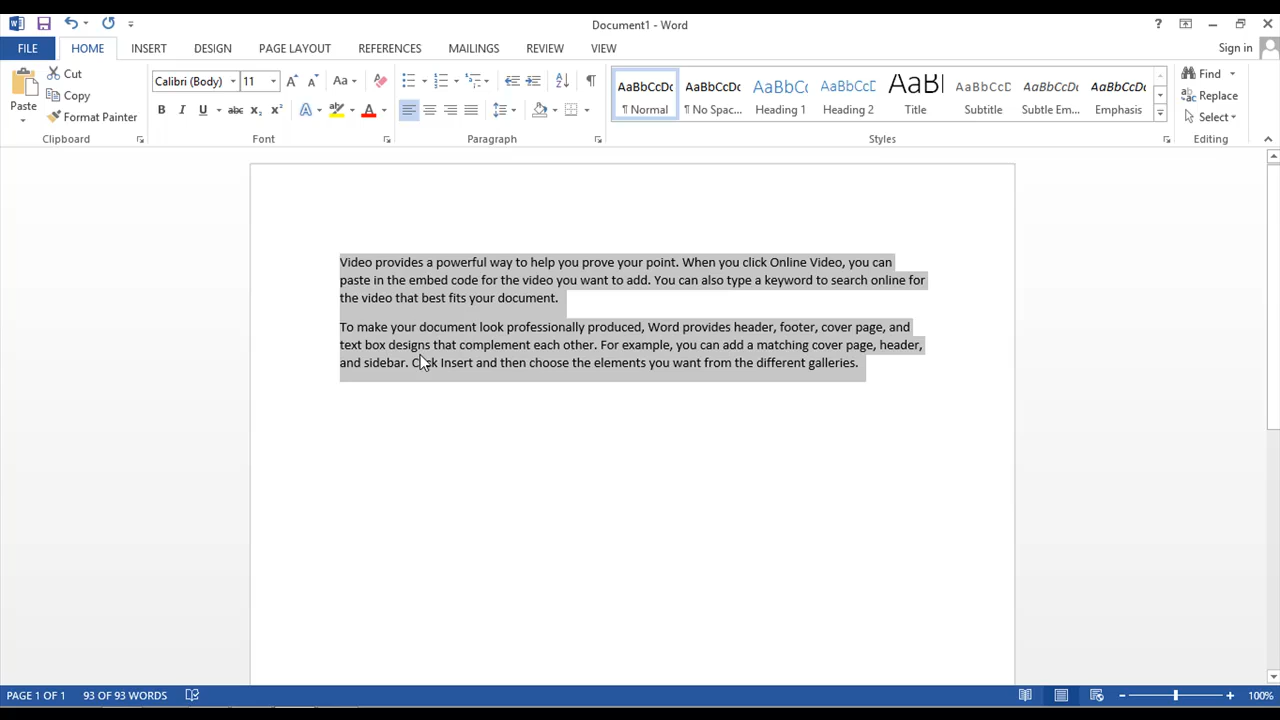 Document1 - Word
FILE HOME INSERT DESIGN PAGE LAYOUT REFERENCES MAILINGS REVIEW VIEW Sign in
Cut
Copy
Format Painter
Paste
Calibri (Body) 11
AaBbCcDc AaBbCcDc AaBbCc AaBbCcD AaBl AaBbCcD AaBbCcDc AaBbCcDc
¶ Normal ¶ No Spac... Heading 1 Heading 2 Title Subtitle Subtle Em... Emphasis
Find
Replace
Select
Clipboard Font Paragraph Styles Editing
Video provides a powerful way to help you prove your point. When you click Online Video, you can
paste in the embed code for the video you want to add. You can also type a keyword to search online for
the video that best fits your document.
To make your document look professionally produced, Word provides header, footer, cover page, and
text box designs that complement each other. For example, you can add a matching cover page, header,
and sidebar. Click Insert and then choose the elements you want from the different galleries.
PAGE 1 OF 1 93 OF 93 WORDS 100%